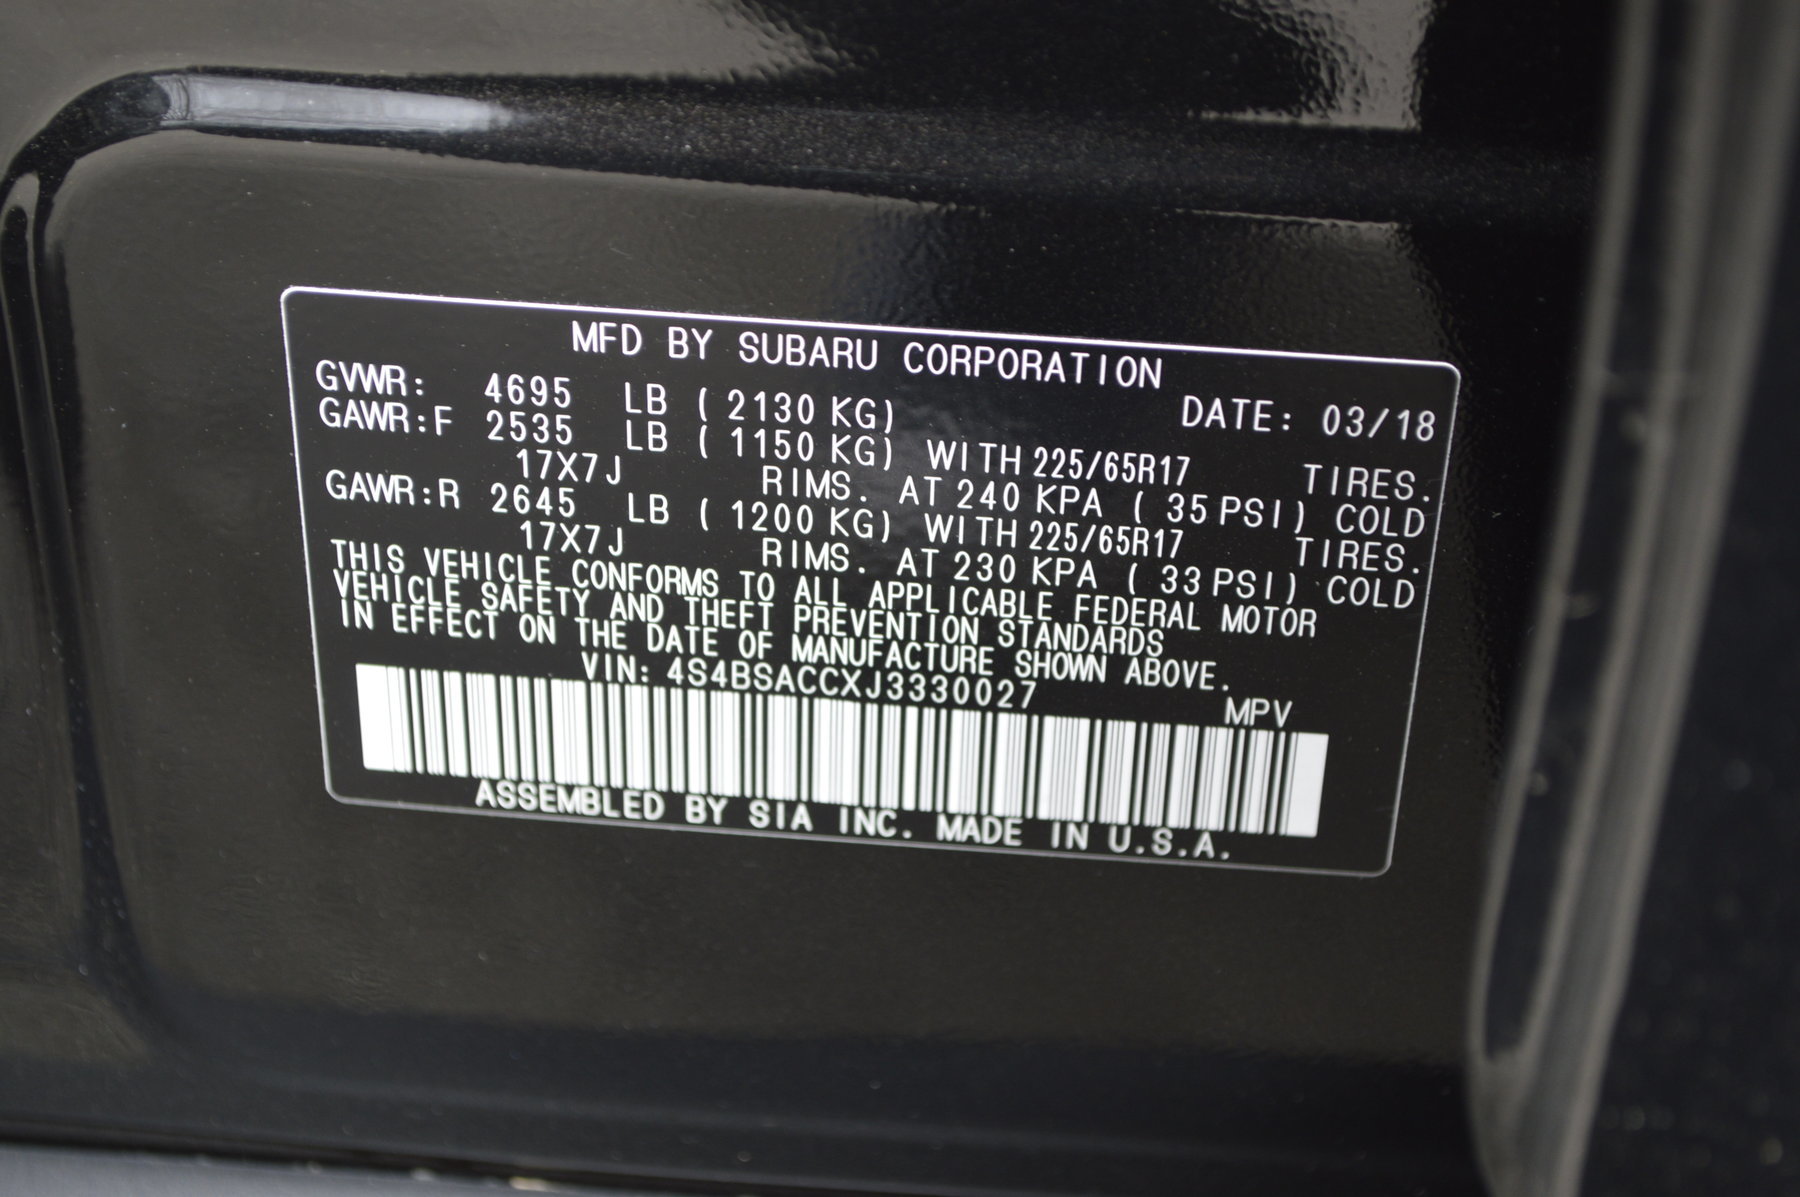 MFD BY SUBARU CORPORATION
GVWR: 4695 LB ( 2130 KG) DATE: 03/18
GAWR:F 2535 LB ( 1150 KG) WITH 225/65R17 TIRES.
17X7J RIMS. AT 240 KPA ( 35 PSI) COLD
GAWR:R 2645 LB ( 1200 KG) WITH 225/65R17 TIRES.
17X7J RIMS. AT 230 KPA ( 33 PSI) COLD
THIS VEHICLE CONFORMS TO ALL APPLICABLE FEDERAL MOTOR
VEHICLE SAFETY AND THEFT PREVENTION STANDARDS
IN EFFECT ON THE DATE OF MANUFACTURE SHOWN ABOVE.
VIN: 4S4BSACCXJ3330027 MPV
ASSEMBLED BY SIA INC. MADE IN U.S.A.